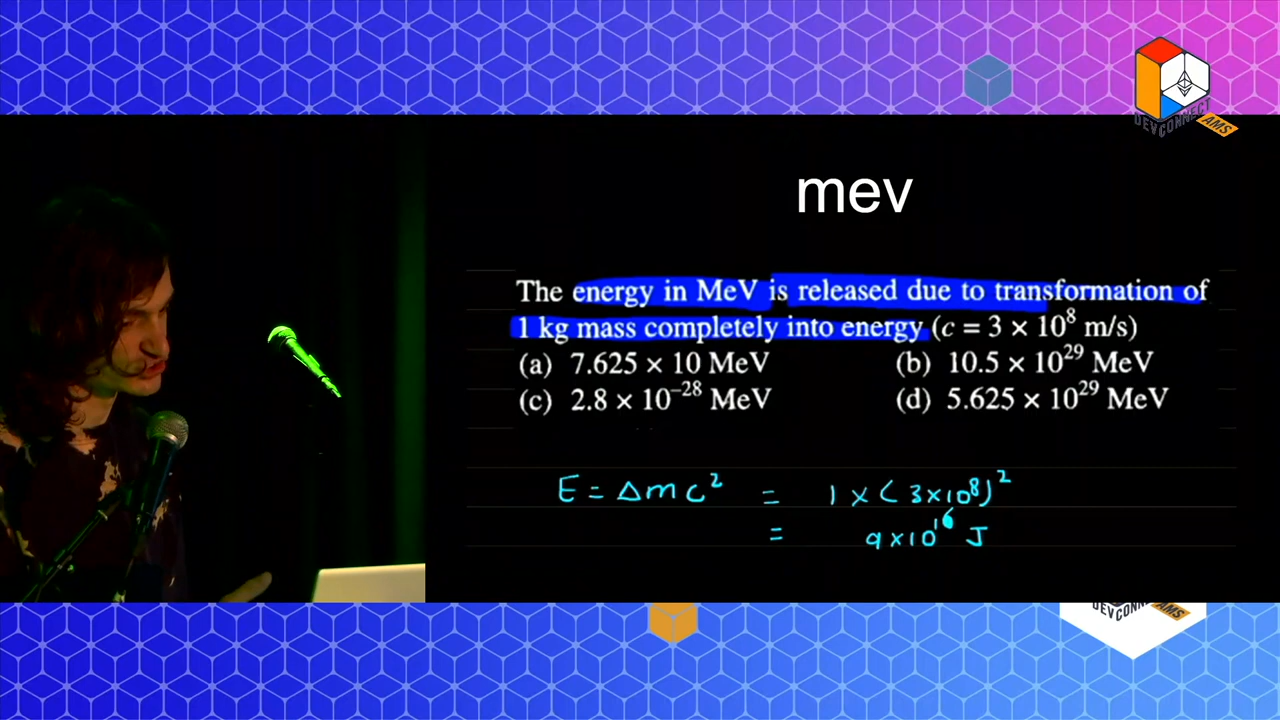 DEVCONNECT
AMS
mev
The energy in MeV is released due to transformation of
1 kg mass completely into energy (c = 3 × 10⁸ m/s)
(a) 7.625 × 10 MeV (b) 10.5 × 10²⁹ MeV
(c) 2.8 × 10⁻²⁸ MeV (d) 5.625 × 10²⁹ MeV
E = Δmc² = 1 × (3×10⁸)²
= 9×10¹⁶ J
AMS